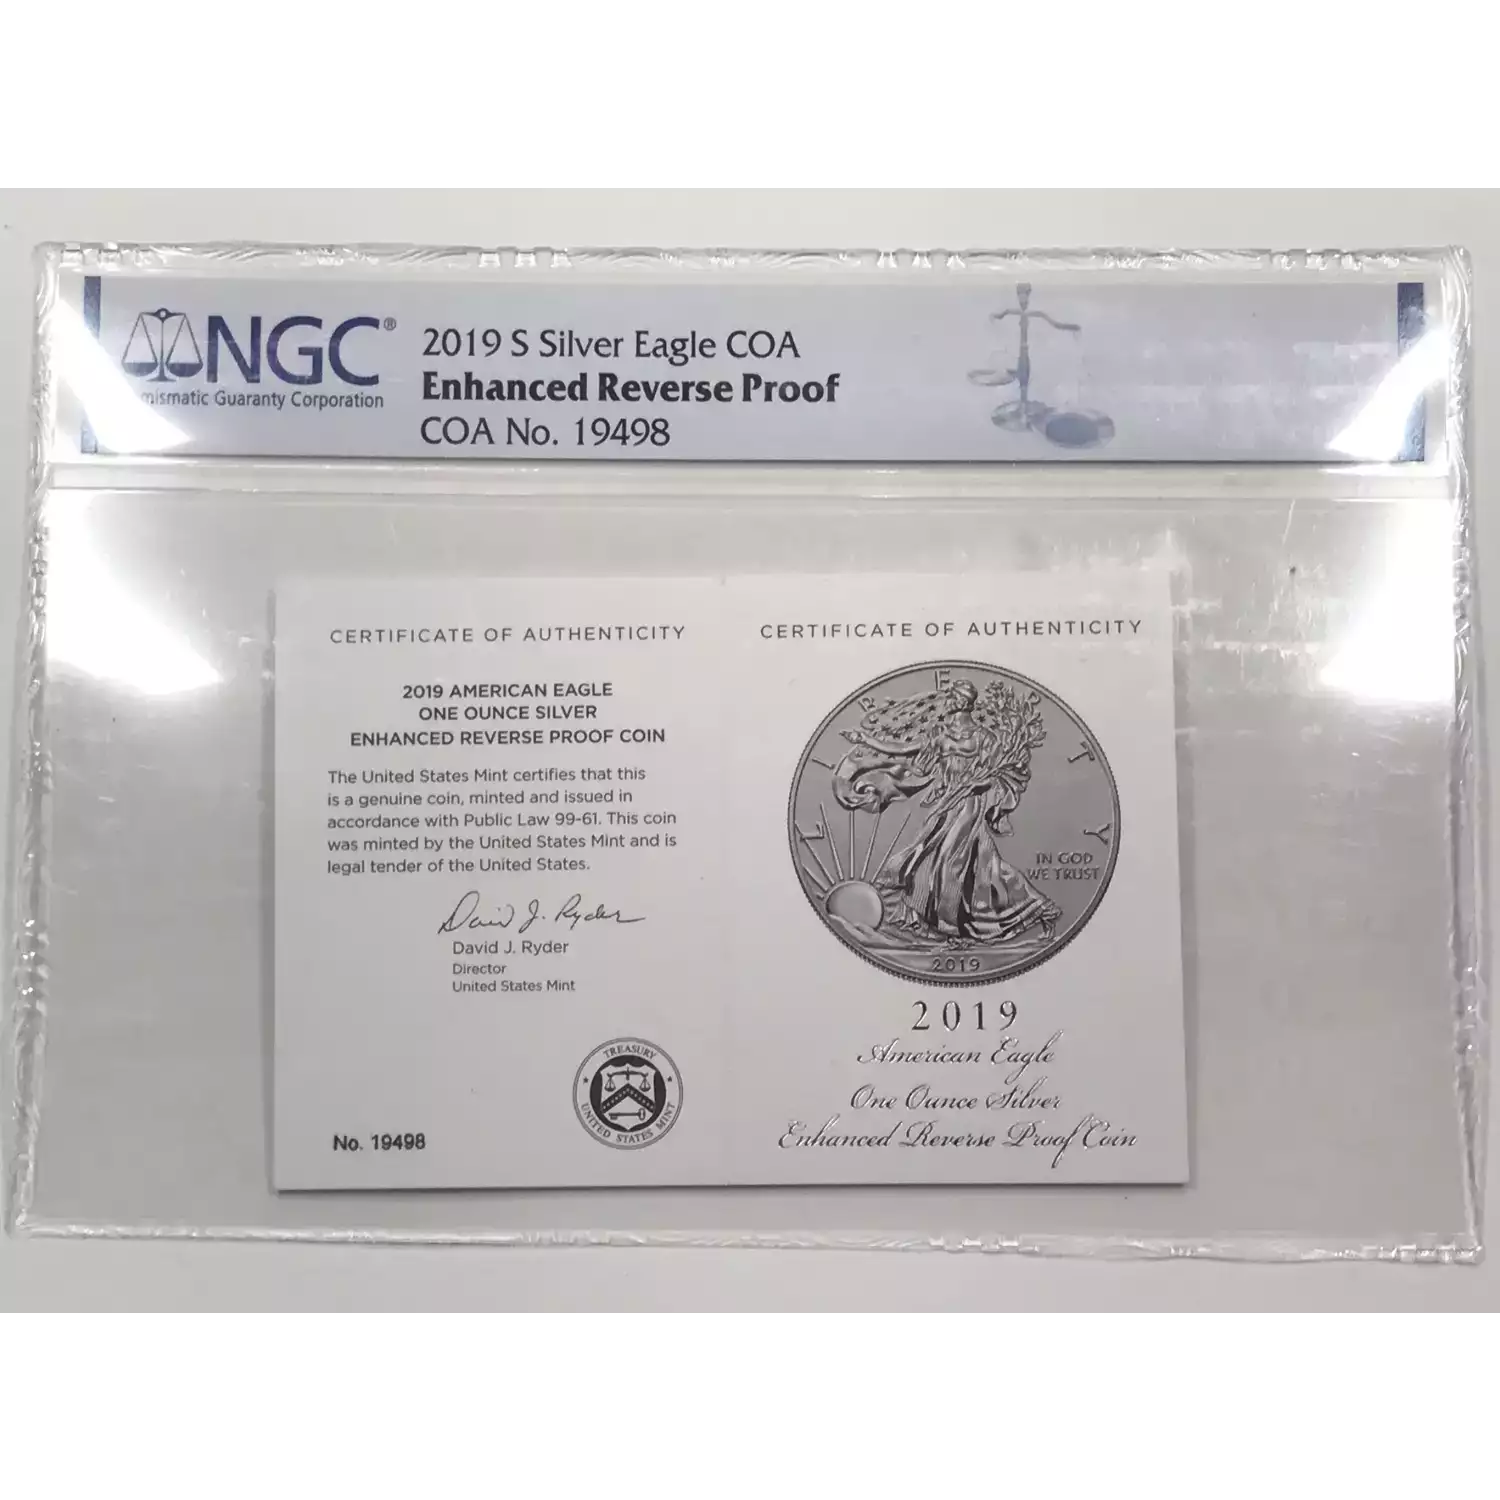 NGC®
Guaranty Corporation
2019 S Silver Eagle COA
Enhanced Reverse Proof
COA No. 19498
CERTIFICATE OF AUTHENTICITY
2019 AMERICAN EAGLE
ONE OUNCE SILVER
ENHANCED REVERSE PROOF COIN
The United States Mint certifies that this
is a genuine coin, minted and issued in
accordance with Public Law 99-61. This coin
was minted by the United States Mint and is
legal tender of the United States.
David J. Ryder
David J. Ryder
Director
United States Mint
TREASURY
UNITED STATES MINT
No. 19498
CERTIFICATE OF AUTHENTICITY
LIBERTY
IN GOD
WE TRUST
2019
2019
American Eagle
One Ounce Silver
Enhanced Reverse Proof Coin